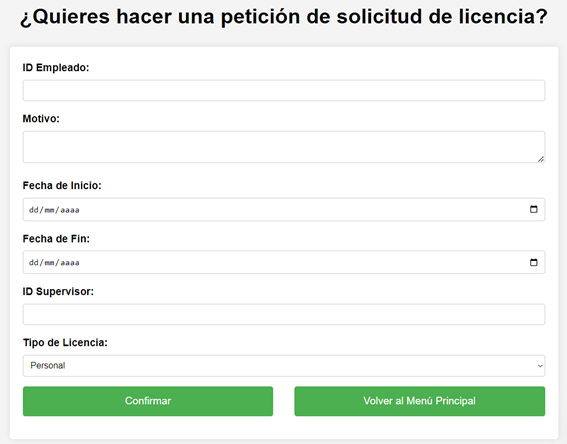 ¿Quieres hacer una petición de solicitud de licencia?
ID Empleado:
Motivo:
Fecha de Inicio:
dd/mm/aaaa
Fecha de Fin:
dd/mm/aaaa
ID Supervisor:
Tipo de Licencia:
Personal
Confirmar
Volver al Menú Principal